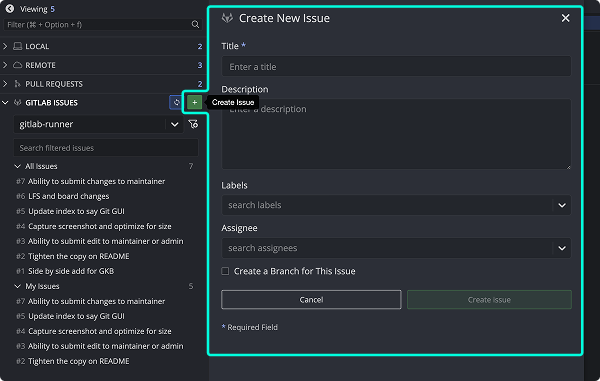 Viewing 5
Filter (⌘ + Option + f)
LOCAL 2
REMOTE 3
PULL REQUESTS 2
GITLAB ISSUES
+
Create Issue
gitlab-runner
Search filtered issues
All Issues 7
#7 Ability to submit changes to maintainer
#6 LFS and board changes
#5 Update index to say Git GUI
#4 Capture screenshot and optimize for size
#3 Ability to submit edit to maintainer or admin
#2 Tighten the copy on README
#1 Side by side add for GKB
My Issues 5
#7 Ability to submit changes to maintainer
#5 Update index to say Git GUI
#4 Capture screenshot and optimize for size
#3 Ability to submit edit to maintainer or admin
#2 Tighten the copy on README
Create New Issue
Title *
Enter a title
Description
Enter a description
Labels
search labels
Assignee
search assignees
Create a Branch for This Issue
Cancel
Create Issue
* Required Field